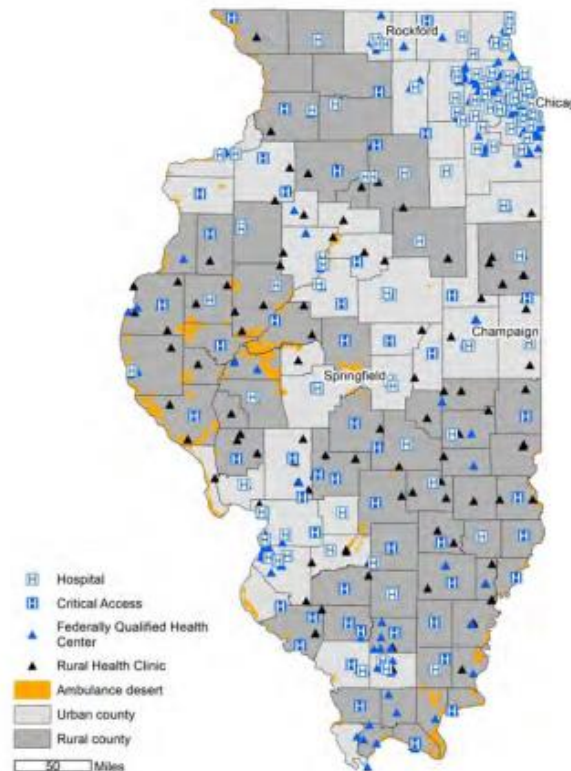 Rockford
Chicag
Champaign
Springfield
Hospital
Critical Access
Federally Qualified Health
Center
Rural Health Clinic
Ambulance desert
Urban county
Rural county
50 Miles